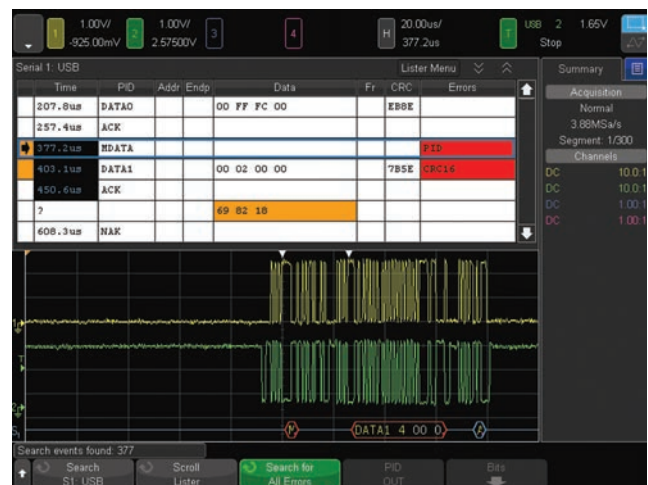 1 1.00V/ -925.00mV 2 1.00V/ 2.57500V 3 4 H 20.00us/ 377.2us T USB 2 1.65V Stop
Serial 1: USB Lister Menu Summary
Time PID Addr Endp Data Fr CRC Errors
207.8us DATA0 00 FF FC 00 EB8E
257.4us ACK
377.2us MDATA PID
403.1us DATA1 00 02 00 00 7B5E CRC16
450.6us ACK
? 69 82 18
608.3us NAK
Acquisition
Normal
3.88MSa/s
Segment: 1/300
Channels
DC 10.0:1
DC 10.0:1
DC 1.00:1
DC 1.00:1
1
T
2
S1 M DATA1 4 00 0 A
Search events found: 377
Search S1: USB
Scroll Lister
Search for All Errors
PID OUT
Bits